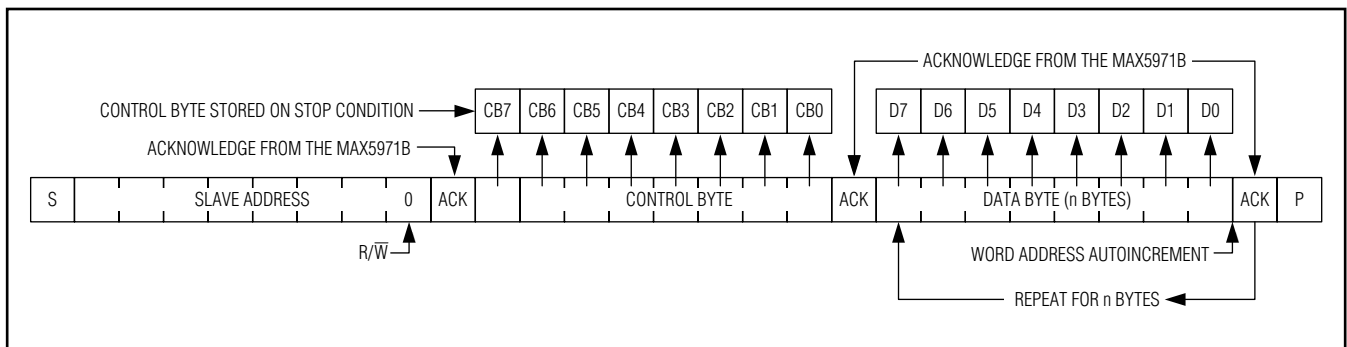 ACKNOWLEDGE FROM THE MAX5971B
CONTROL BYTE STORED ON STOP CONDITION
CB7 CB6 CB5 CB4 CB3 CB2 CB1 CB0
D7 D6 D5 D4 D3 D2 D1 D0
ACKNOWLEDGE FROM THE MAX5971B
S SLAVE ADDRESS 0 ACK CONTROL BYTE ACK DATA BYTE (n BYTES) ACK P
R/W̅
WORD ADDRESS AUTOINCREMENT
REPEAT FOR n BYTES